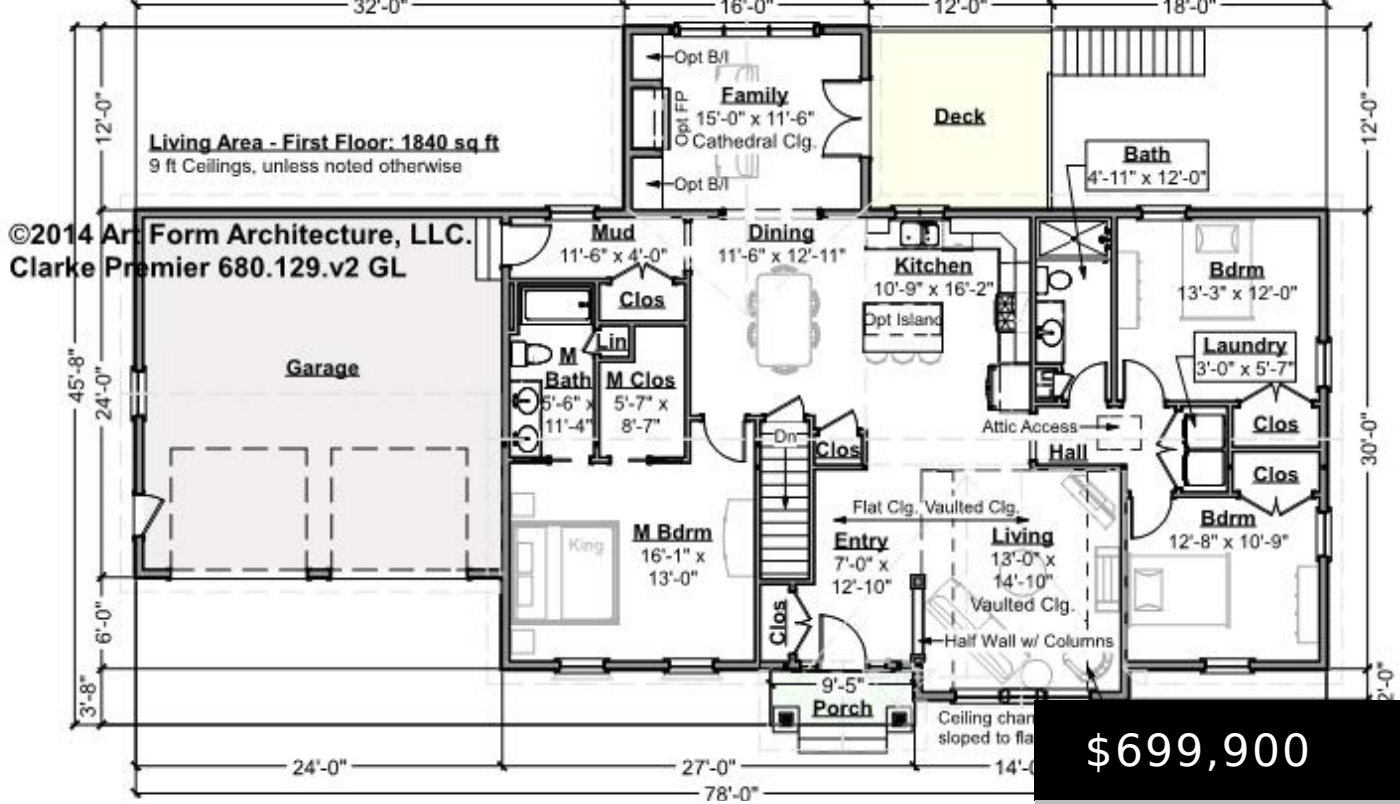 32'-0"
16'-0"
12'-0"
18'-0"
12'-0"
12'-0"
45'-8"
24'-0"
6'-0"
3'-8"
30'-0"
2'-0"
Living Area - First Floor: 1840 sq ft
9 ft Ceilings, unless noted otherwise
©2014 Art Form Architecture, LLC.
Clarke Premier 680.129.v2 GL
Opt B/I
Opt FP
Family
15'-0" x 11'-6"
Cathedral Clg.
Opt B/I
Deck
Bath
4'-11" x 12'-0"
Mud
11'-6" x 4'-0"
Clos
Dining
11'-6" x 12'-11"
Kitchen
10'-9" x 16'-2"
Opt Island
Bdrm
13'-3" x 12'-0"
Laundry
3'-0" x 5'-7"
Garage
Lin
M
Bath
5'-6" x
11'-4"
M Clos
5'-7" x
8'-7"
Lin
Dn
Clos
Attic Access
Hall
Clos
Clos
M Bdrm
16'-1" x
13'-0"
King
Flat Clg. Vaulted Clg.
Entry
7'-0" x
12'-10"
Living
13'-0" x
14'-10"
Vaulted Clg.
Bdrm
12'-8" x 10'-9"
Clos
Half Wall w/ Columns
9'-5"
Porch
Ceiling
sloped to
24'-0"
27'-0"
78'-0"
$699,900